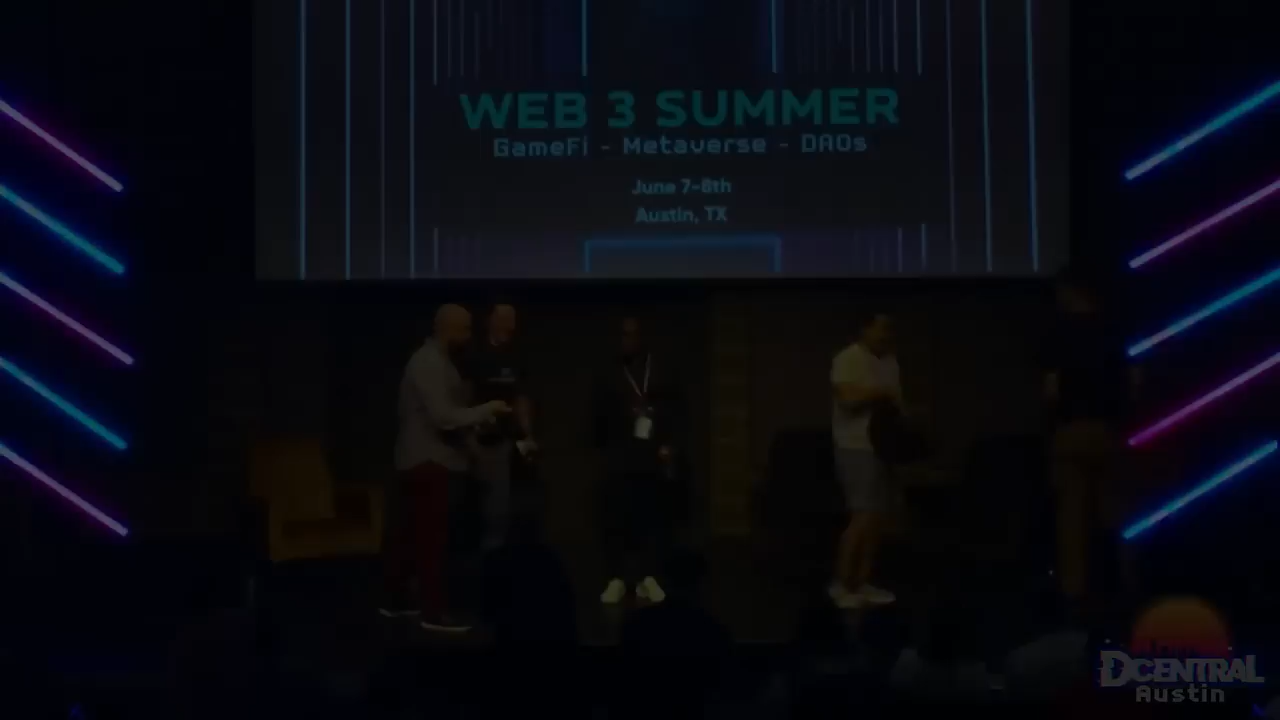 WEB 3 SUMMER
GameFi - Metaverse - DAOs
June 7-8th
Austin, TX
DCENTRAL
Austin